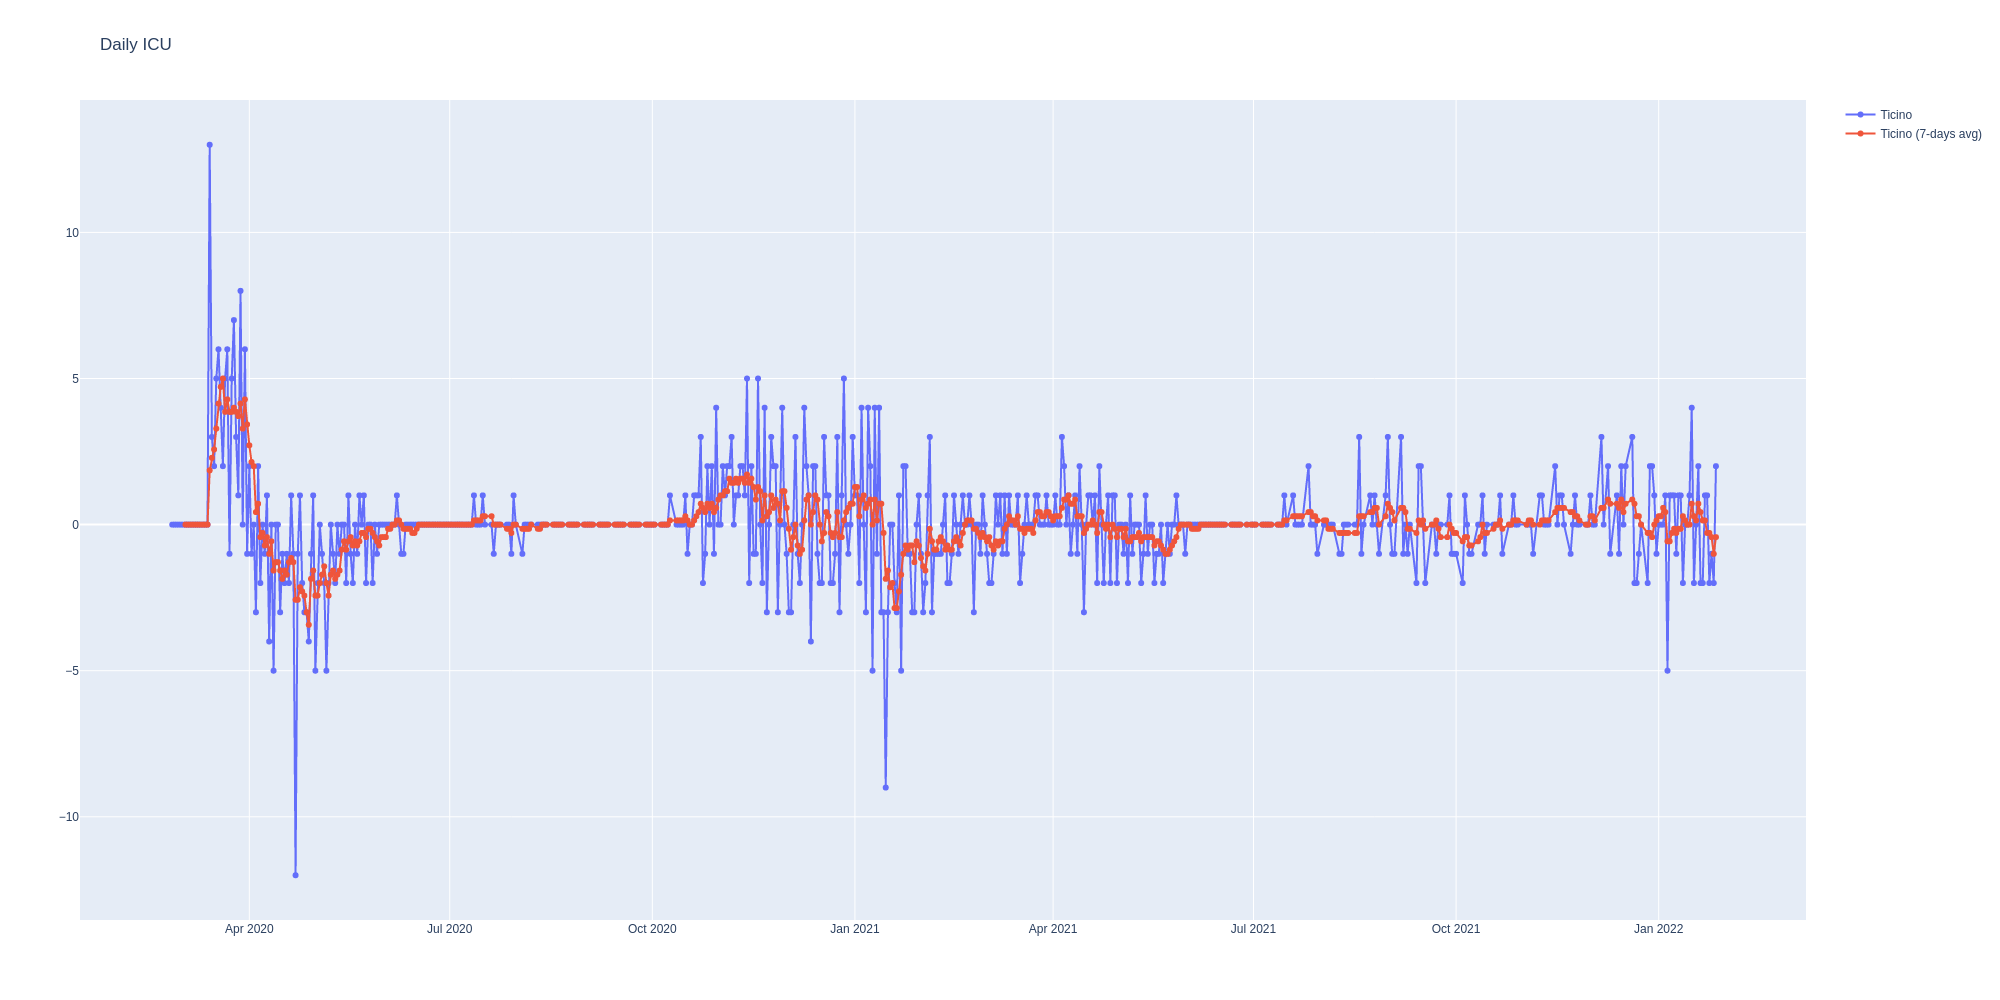 Daily ICU
Ticino
Ticino (7-days avg)
10
5
0
−5
−10
Apr 2020
Jul 2020
Oct 2020
Jan 2021
Apr 2021
Jul 2021
Oct 2021
Jan 2022